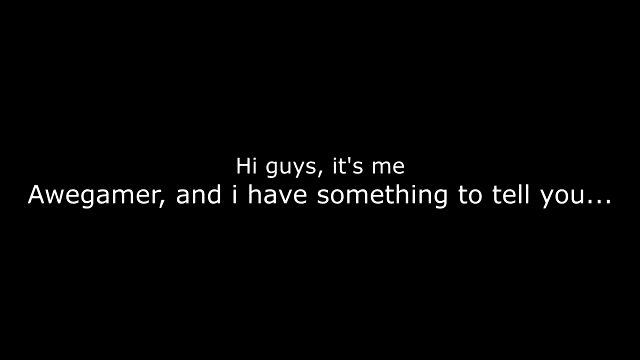 Hi guys, it's me
Awegamer, and i have something to tell you...